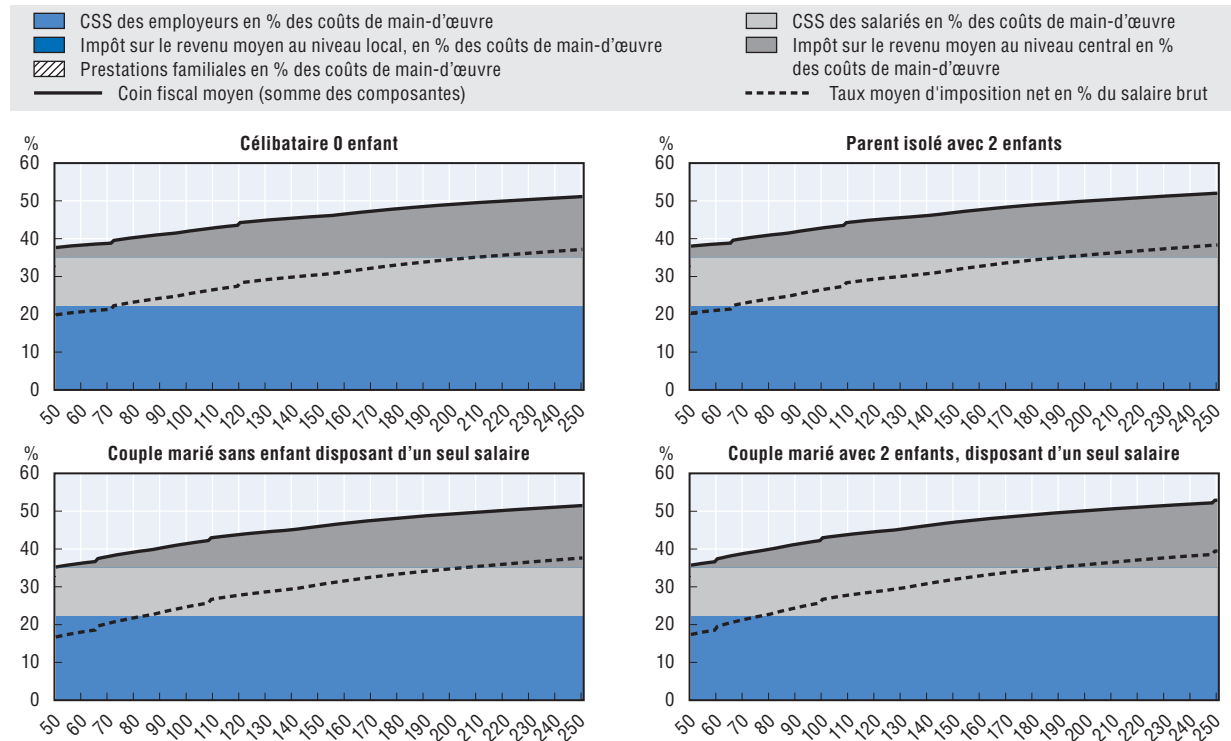 CSS des employeurs en % des coûts de main-d'œuvre
CSS des salariés en % des coûts de main-d'œuvre
Impôt sur le revenu moyen au niveau local, en % des coûts de main-d'œuvre
Impôt sur le revenu moyen au niveau central en %
des coûts de main-d'œuvre
Prestations familiales en % des coûts de main-d'œuvre
Coin fiscal moyen (somme des composantes)
Taux moyen d'imposition net en % du salaire brut
Célibataire 0 enfant
%
60
50
40
30
20
10
0
50 60 70 80 90 100 110 120 130 140 150 160 170 180 190 200 210 220 230 240 250
Parent isolé avec 2 enfants
%
60
50
40
30
20
10
0
50 60 70 80 90 100 110 120 130 140 150 160 170 180 190 200 210 220 230 240 250
Couple marié sans enfant disposant d'un seul salaire
%
60
50
40
30
20
10
0
50 60 70 80 90 100 110 120 130 140 150 160 170 180 190 200 210 220 230 240 250
Couple marié avec 2 enfants, disposant d'un seul salaire
%
60
50
40
30
20
10
0
50 60 70 80 90 100 110 120 130 140 150 160 170 180 190 200 210 220 230 240 250